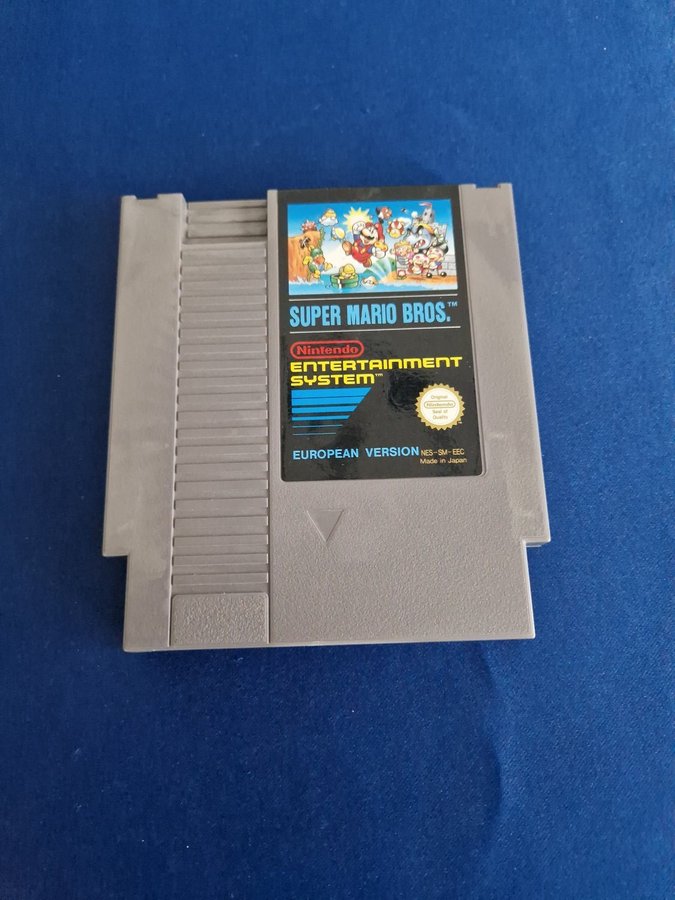 SUPER MARIO BROS.™
Nintendo
ENTERTAINMENT
SYSTEM™
Original
Nintendo
Seal of
Quality
EUROPEAN VERSION NES-SM-EEC
Made in Japan